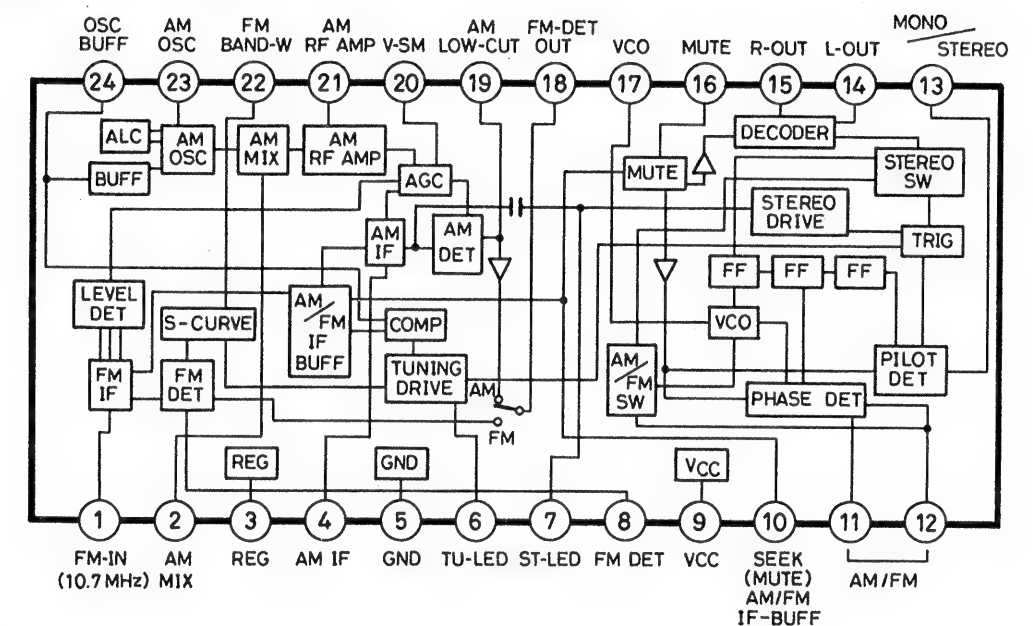 OSC BUFF
AM OSC
FM BAND-W
AM RF AMP
V-SM
AM LOW-CUT
FM-DET OUT
VCO
MUTE
R-OUT
L-OUT
MONO/STEREO
24
23
22
21
20
19
18
17
16
15
14
13
ALC
AM OSC
BUFF
AM MIX
AM RF AMP
AGC
MUTE
DECODER
STEREO SW
STEREO DRIVE
TRIG
AM IF
AM DET
FF
FF
FF
LEVEL DET
S-CURVE
AM/FM IF BUFF
COMP
VCO
FM IF
FM DET
TUNING DRIVE
AM
FM
AM/FM SW
PHASE DET
PILOT DET
REG
GND
VCC
1
2
3
4
5
6
7
8
9
10
11
12
FM-IN
(10.7MHz)
AM MIX
REG
AM IF
GND
TU-LED
ST-LED
FM DET
VCC
SEEK
(MUTE)
AM/FM
IF-BUFF
AM/FM